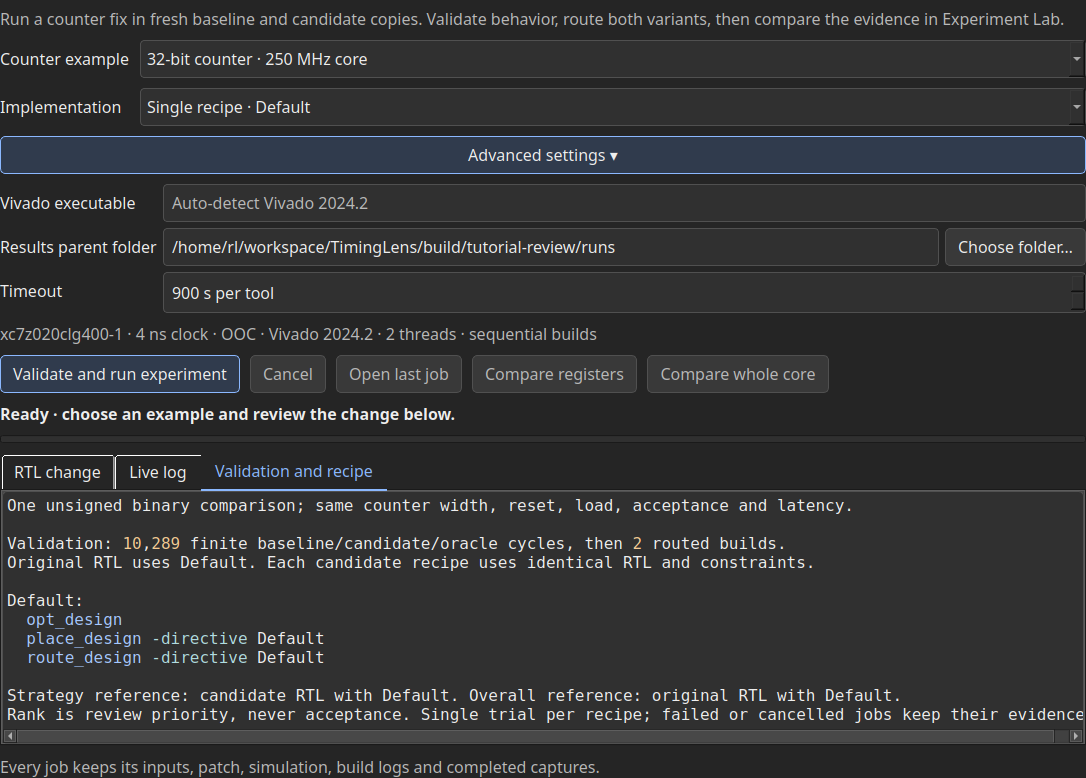 Run a counter fix in fresh baseline and candidate copies. Validate behavior, route both variants, then compare the evidence in Experiment Lab.
Counter example 32-bit counter · 250 MHz core
Implementation Single recipe · Default
Advanced settings ▾
Vivado executable Auto-detect Vivado 2024.2
Results parent folder /home/rl/workspace/TimingLens/build/tutorial-review/runs Choose folder...
Timeout 900 s per tool
xc7z020clg400-1 · 4 ns clock · OOC · Vivado 2024.2 · 2 threads · sequential builds
Validate and run experiment Cancel Open last job Compare registers Compare whole core
Ready · choose an example and review the change below.
RTL change Live log Validation and recipe
One unsigned binary comparison; same counter width, reset, load, acceptance and latency.
Validation: 10,289 finite baseline/candidate/oracle cycles, then 2 routed builds.
Original RTL uses Default. Each candidate recipe uses identical RTL and constraints.
Default:
opt_design
place_design -directive Default
route_design -directive Default
Strategy reference: candidate RTL with Default. Overall reference: original RTL with Default.
Rank is review priority, never acceptance. Single trial per recipe; failed or cancelled jobs keep their evidence
Every job keeps its inputs, patch, simulation, build logs and completed captures.